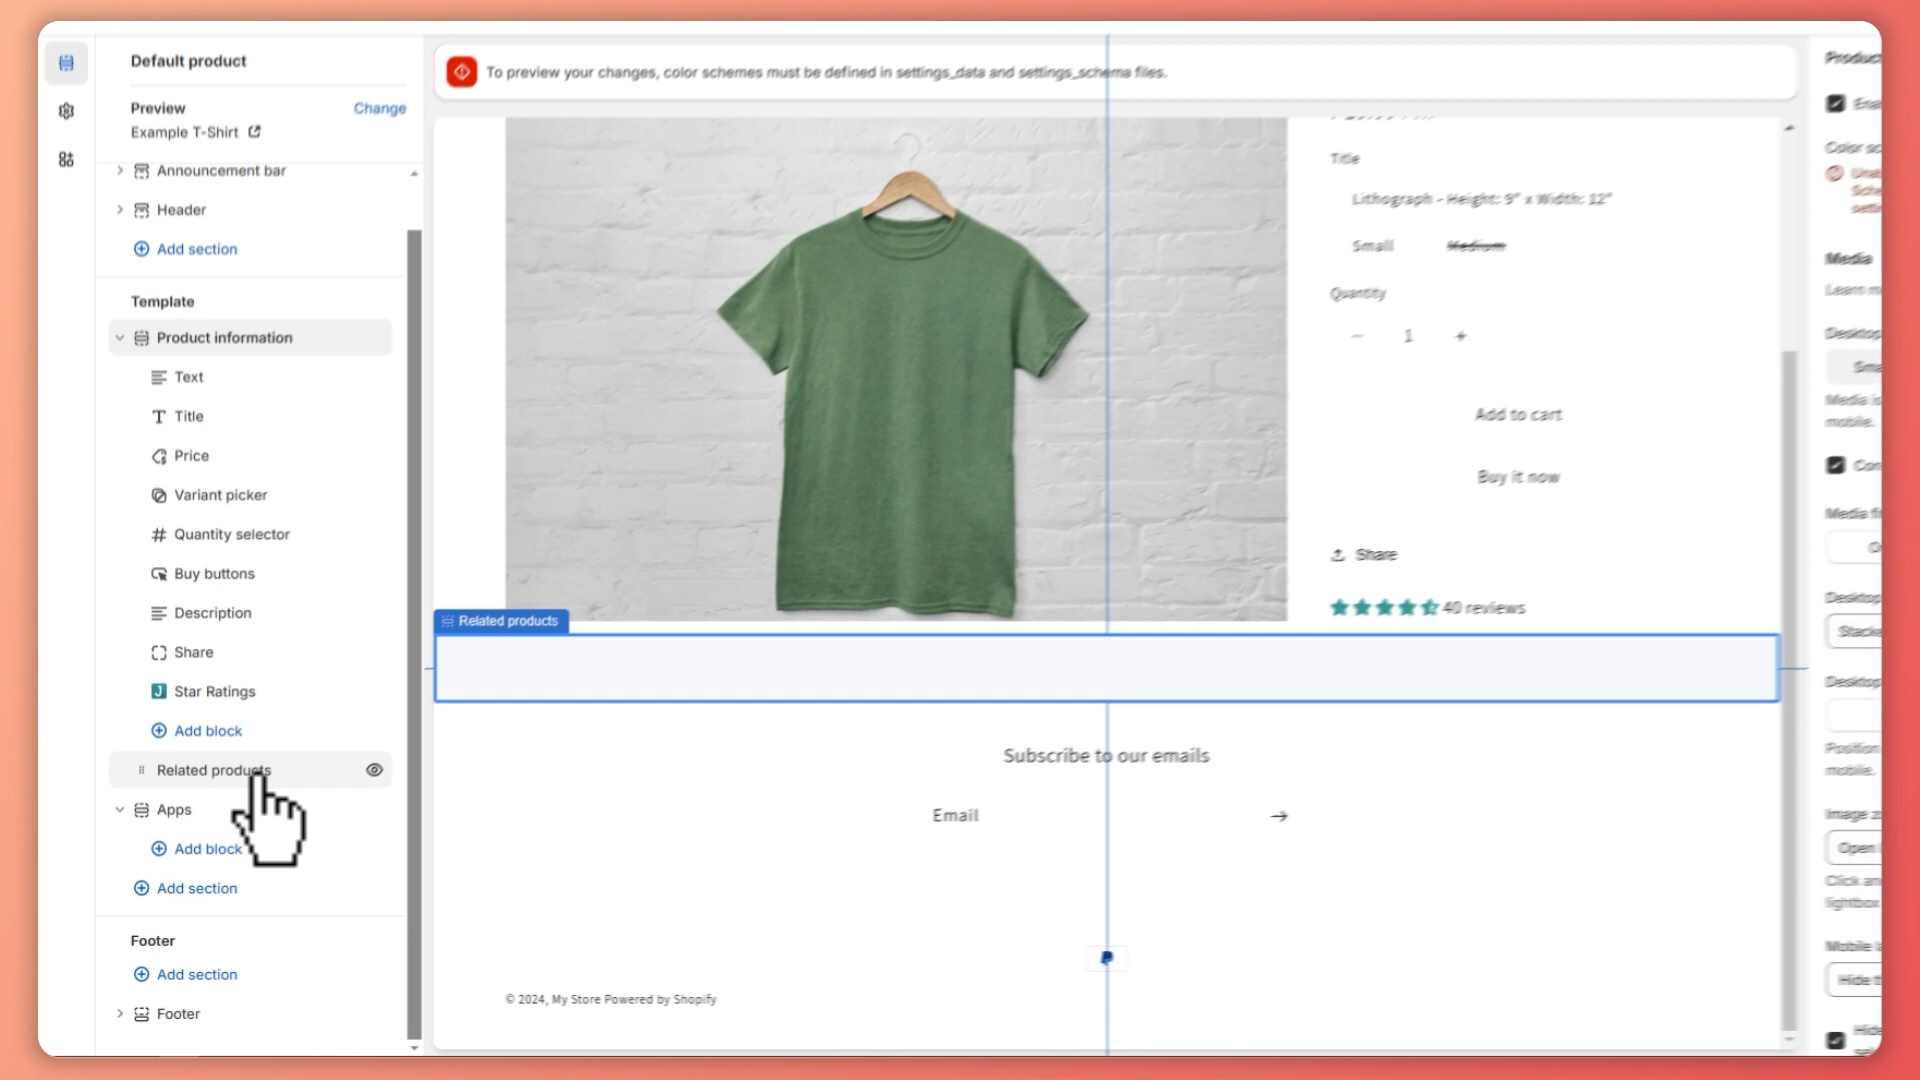 Default product
Preview
Change
Example T-Shirt
Announcement bar
Header
Add section
Template
Product information
Text
Title
Price
Variant picker
Quantity selector
Buy buttons
Description
Share
Star Ratings
Add block
Related products
Apps
Add block
Add section
Footer
Add section
Footer
To preview your changes, color schemes must be defined in settings_data and settings_schema files.
Title
Lithograph - Height: 9" x Width: 12"
Small
Medium
Quantity
1
Add to cart
Buy it now
Share
40 reviews
Related products
Subscribe to our emails
Email
© 2024, My Store Powered by Shopify
Media